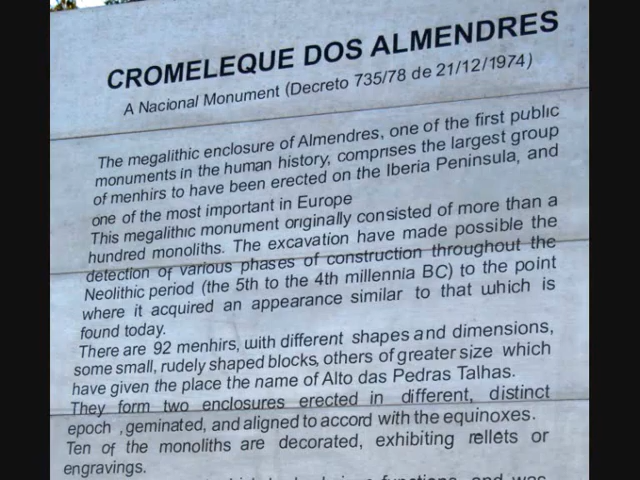 CROMELEQUE DOS ALMENDRES
A Nacional Monument (Decreto 735/78 de 21/12/1974)
The megalithic enclosure of Almendres, one of the first public
monuments in the human history, comprises the largest group
of menhirs to have been erected on the Iberia Peninsula, and
one of the most important in Europe
This megalithic monument originally consisted of more than a
hundred monoliths. The excavation have made possible the
detection of various phases of construction throughout the
Neolithic period (the 5th to the 4th millennia BC) to the point
where it acquired an appearance similar to that which is
found today.
There are 92 menhirs, with different shapes and dimensions,
some small, rudely shaped blocks, others of greater size which
have given the place the name of Alto das Pedras Talhas.
They form two enclosures erected in different, distinct
epoch , geminated, and aligned to accord with the equinoxes.
Ten of the monoliths are decorated, exhibiting rellets or
engravings.